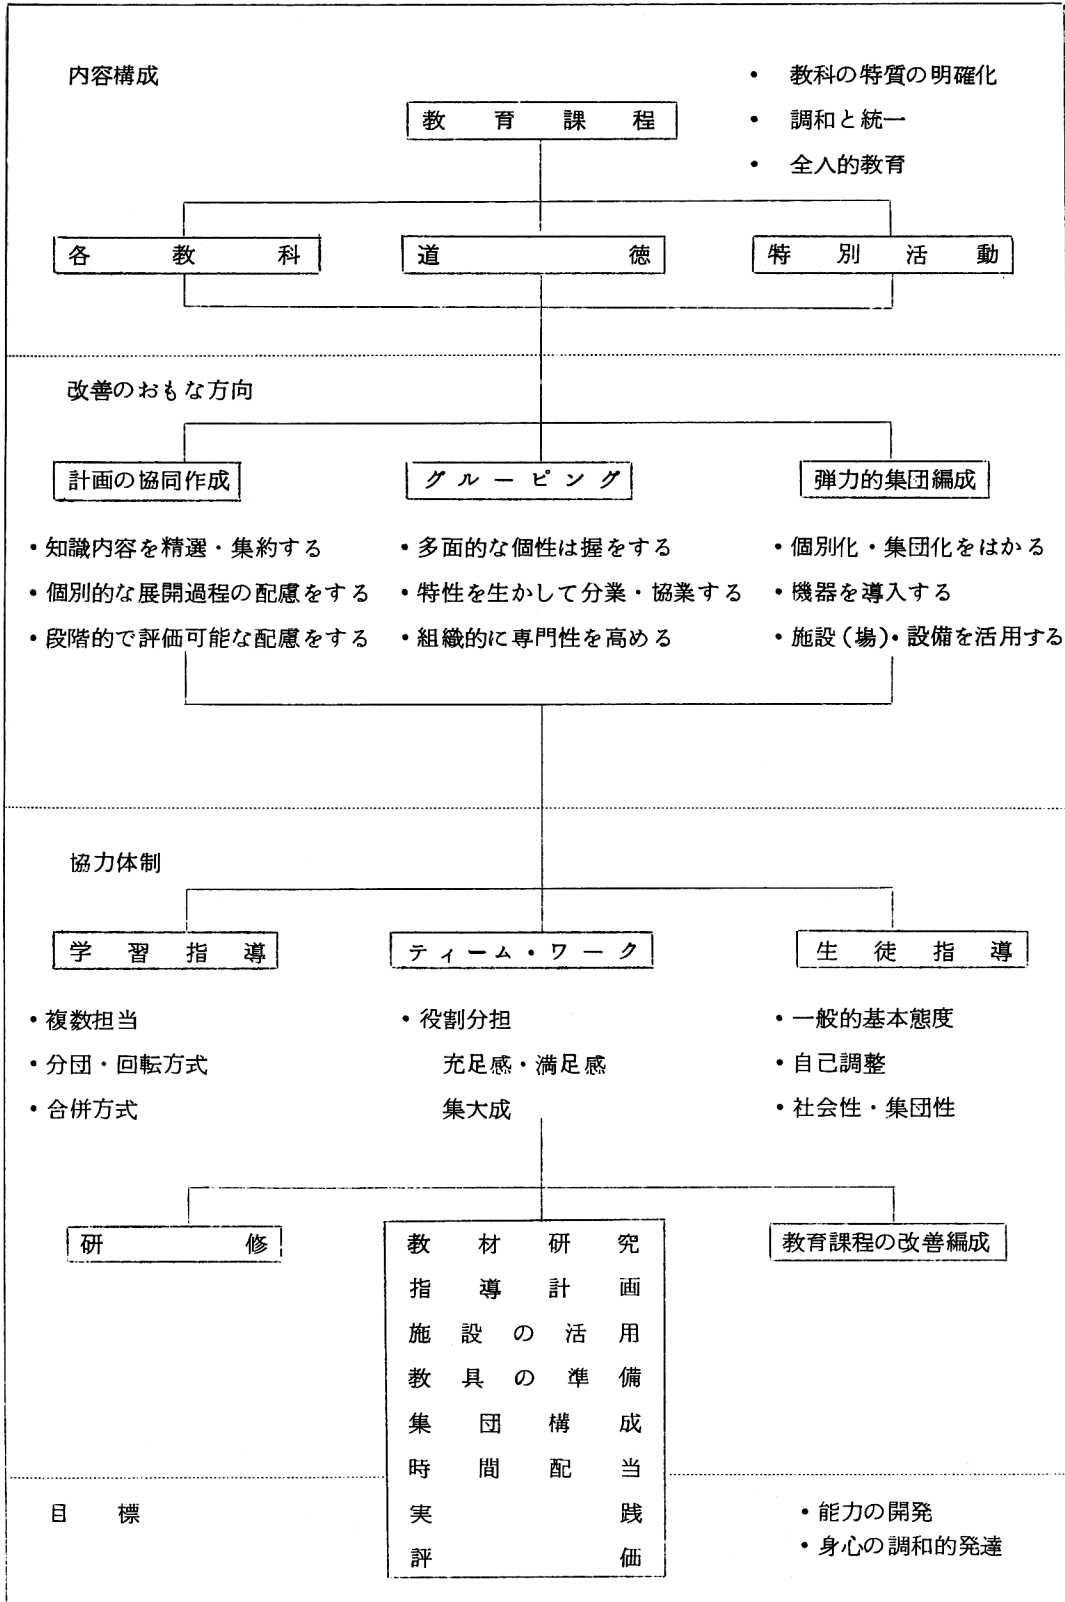 内容構成
・ 教科の特質の明確化
教育課程
・ 調和と統一
・ 全人的教育
各教科
道徳
特別活動
改善のおもな方向
計画の協同作成
グルーピング
弾力的集団編成
・知識内容を精選・集約する
・多面的な個性は握をする
・個別化・集団化をはかる
・個別的な展開過程の配慮をする
・特性を生かして分業・協業する
・機器を導入する
・段階的で評価可能な配慮をする
・組織的に専門性を高める
・施設(場)・設備を活用する
協力体制
学習指導
ティーム・ワーク
生徒指導
・複数担当
・役割分担
・一般的基本態度
・分団・回転方式
充足感・満足感
・自己調整
・合併方式
集大成
・社会性・集団性
研修
教材研究
教育課程の改善編成
指導計画
施設の活用
教具の準備
集団構成
時間配当
目標
実践
・能力の開発
・身心の調和的発達
評価